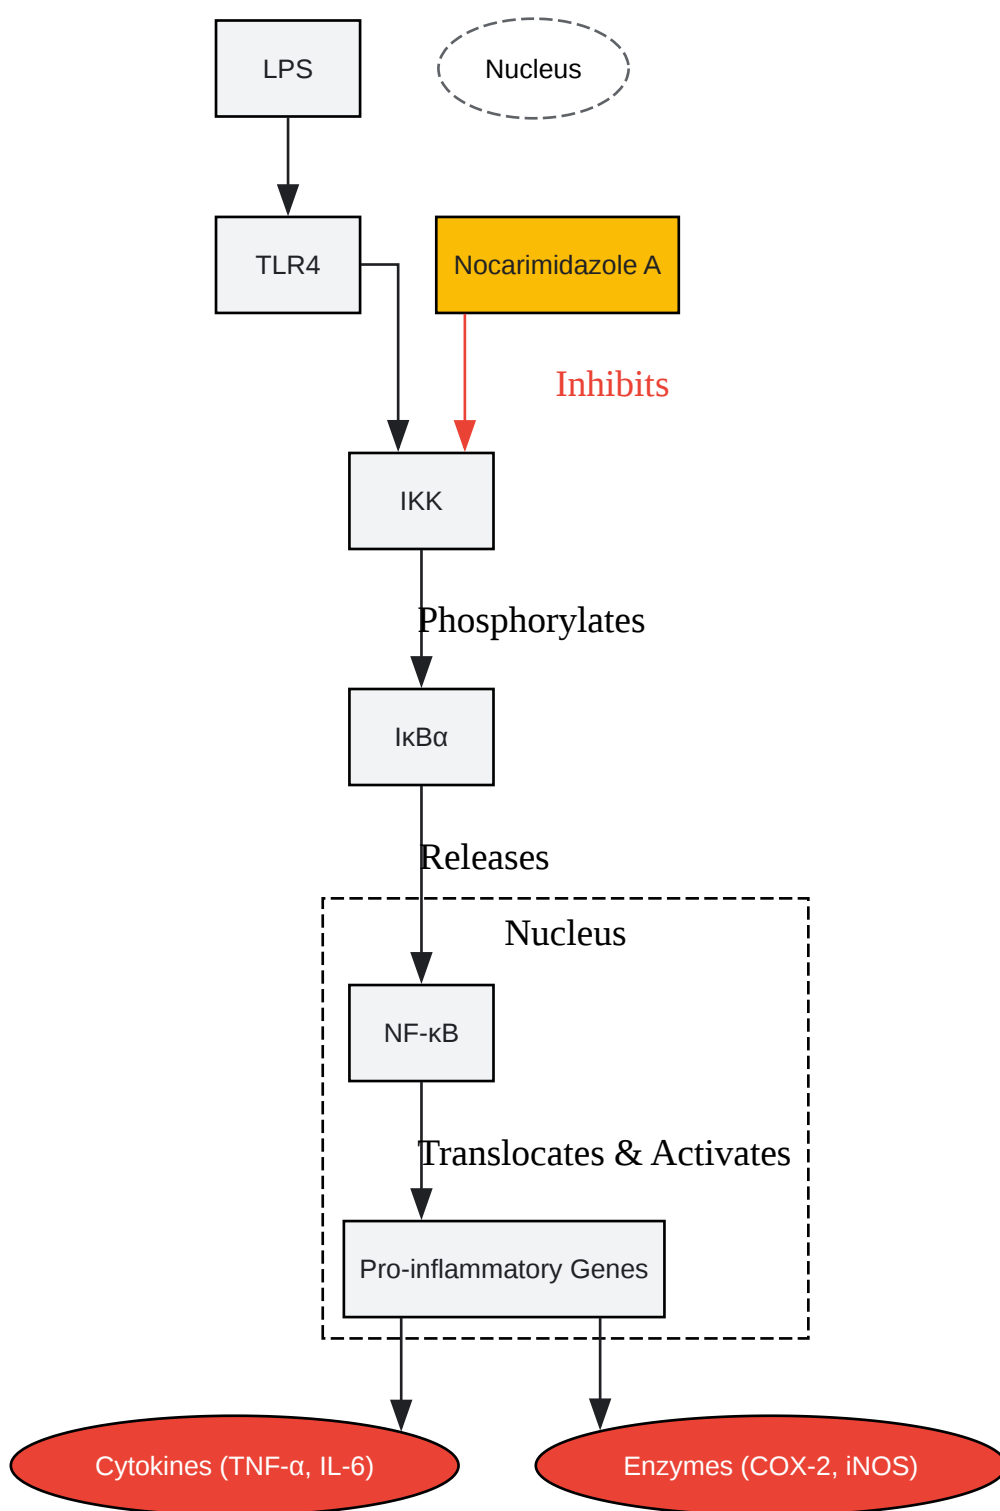 LPS
Nucleus
TLR4
Nocarimidazole A
Inhibits
IKK
Phosphorylates
IκBα
Releases
Nucleus
NF-κB
Translocates & Activates
Pro-inflammatory Genes
Cytokines (TNF-α, IL-6)
Enzymes (COX-2, iNOS)